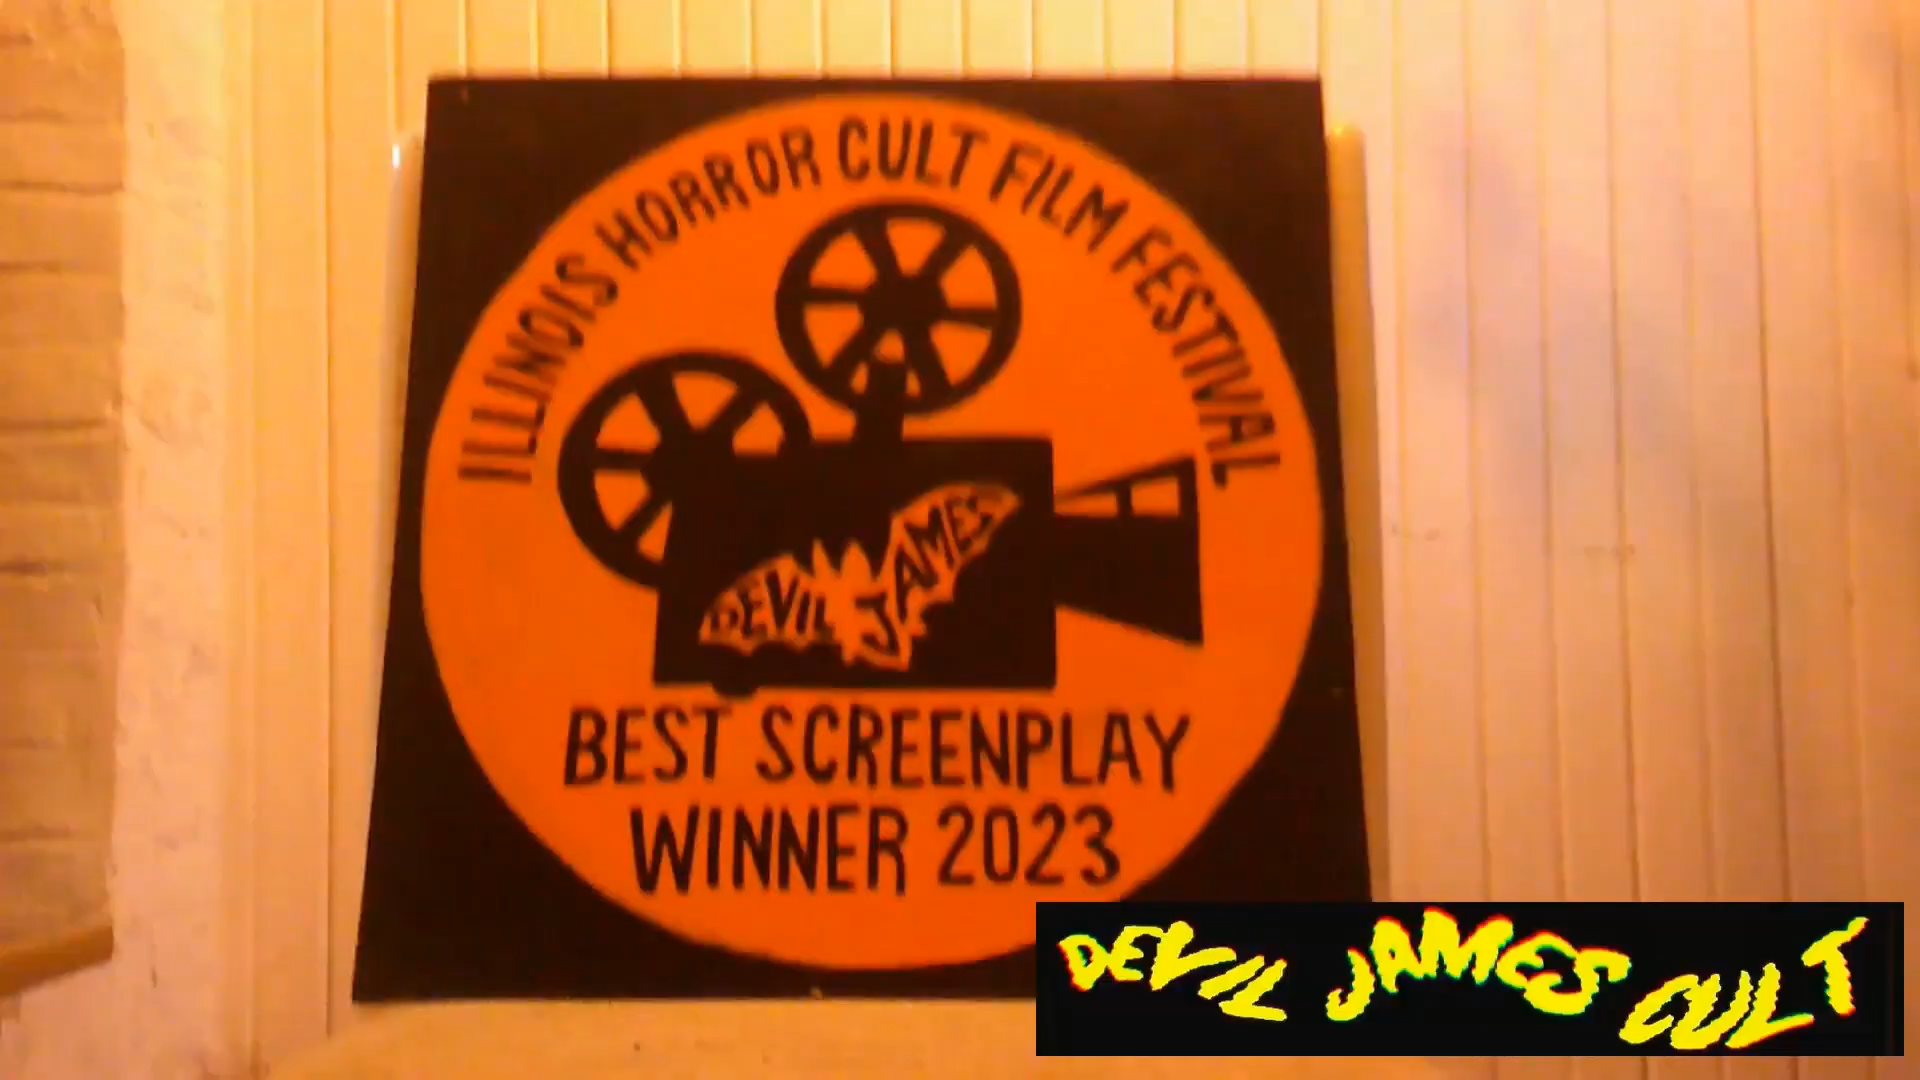 ILLINOIS HORROR CULT FILM FESTIVAL
DEVIL JAMES
BEST SCREENPLAY
WINNER 2023
DEVIL JAMES CULT